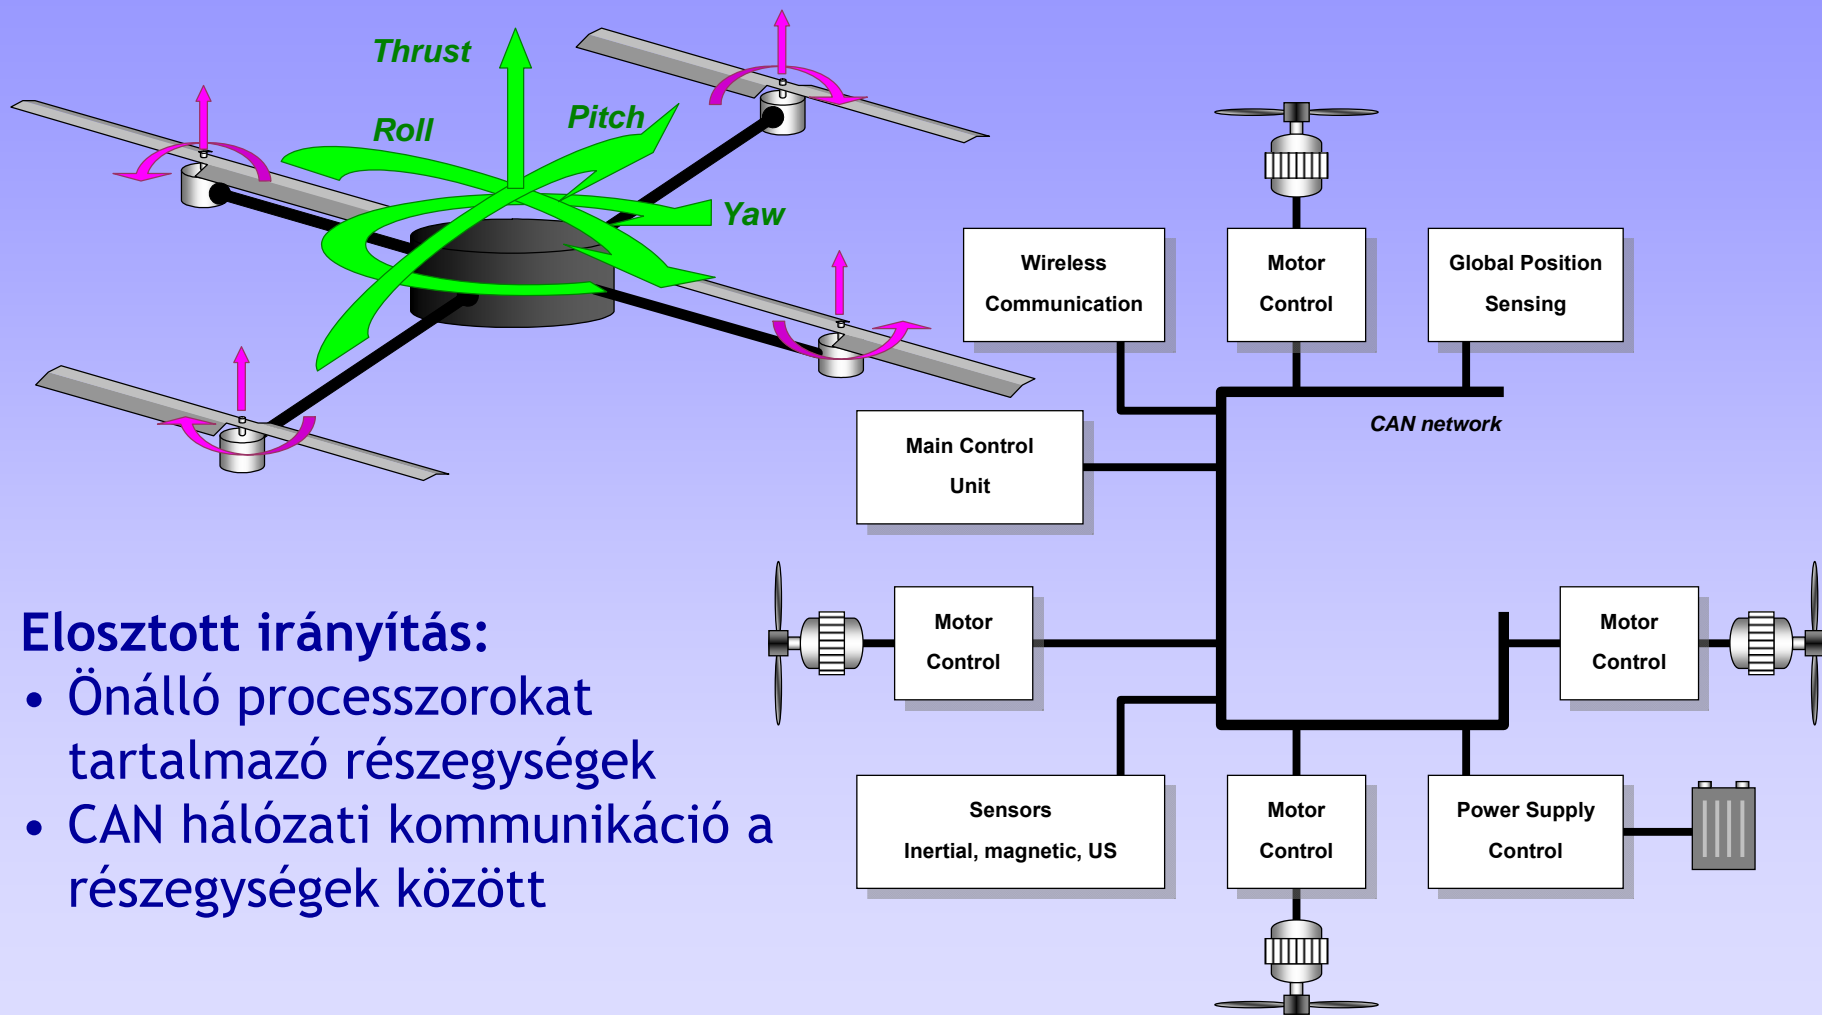 Thrust
Roll
Pitch
Yaw
Wireless
Communication
Motor
Control
Global Position
Sensing
CAN network
Main Control
Unit
Motor
Control
Motor
Control
Sensors
Inertial, magnetic, US
Motor
Control
Power Supply
Control
Elosztott irányítás:
• Önálló processzorokat
tartalmazó részegységek
• CAN hálózati kommunikáció a
részegységek között